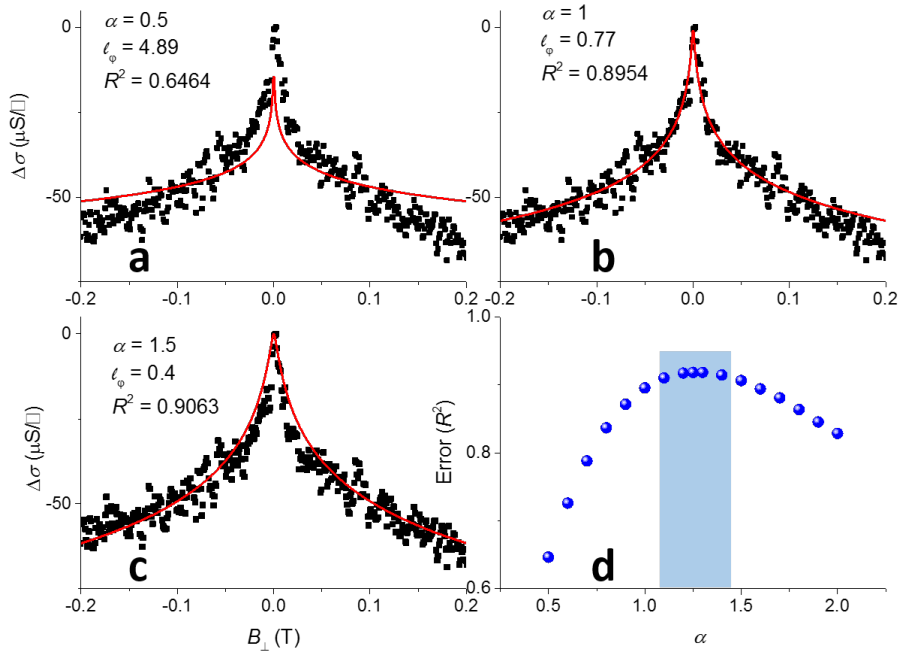 α = 0.5
ℓφ = 4.89
R² = 0.6464
0
-50
Δσ (μS/□)
a
-0.2 -0.1 0.0 0.1 0.2
α = 1
ℓφ = 0.77
R² = 0.8954
0
-50
b
-0.2 -0.1 0.0 0.1 0.2
α = 1.5
ℓφ = 0.4
R² = 0.9063
0
-50
Δσ (μS/□)
c
-0.2 -0.1 0.0 0.1 0.2
B⊥ (T)
1.0
0.8
0.6
Error (R²)
d
0.5 1.0 1.5 2.0
α